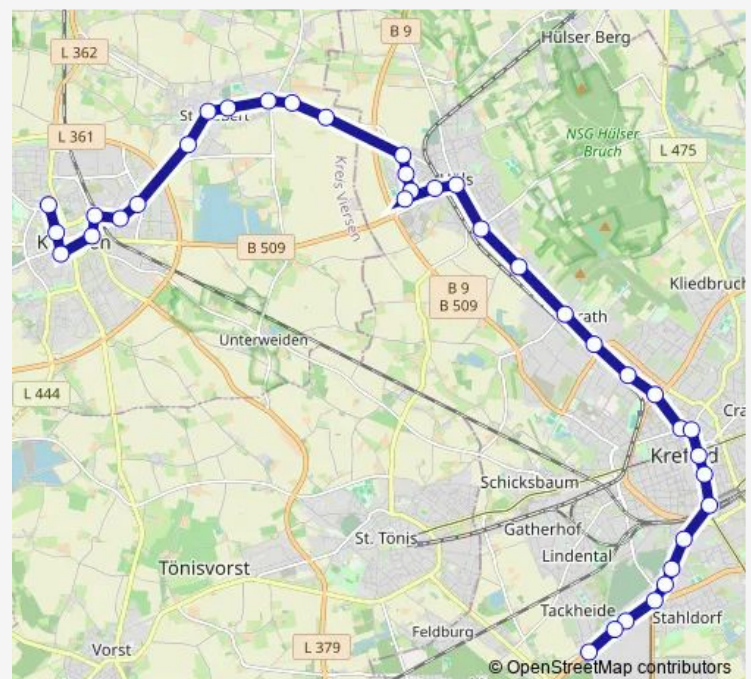 B 9
Hülser Berg
L 362
L 361
NSG Hülser
Bruch
L 475
Kreis Viersen
B 509
B 9
B 509
Kliedbruch
Unterweiden
L 444
Schicksbaum
St. Tönis
Gatherhof
Lindental
Tönisvorst
Tackheide
Stahldorf
Feldburg
L 379
Vorst
© OpenStreetMap contributors